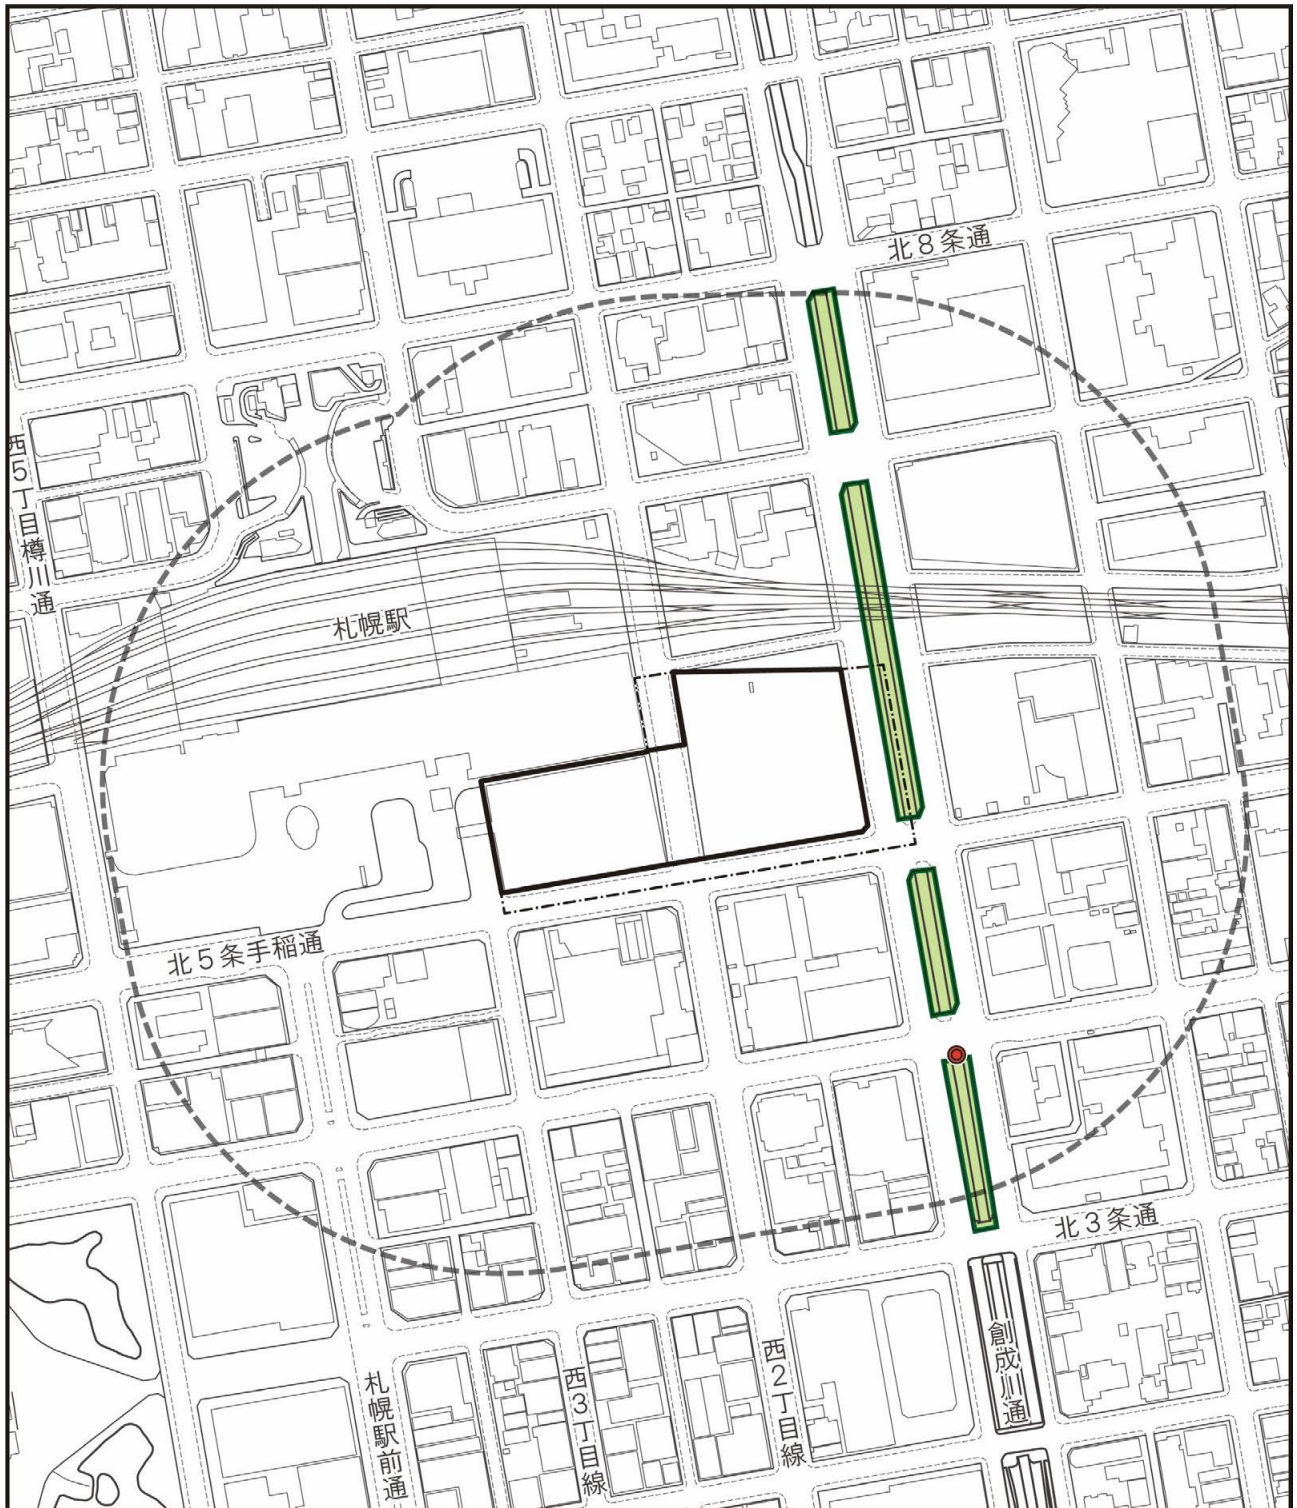 北8条通
西5丁目樽川通
札幌駅
北5条手稲通
北3条通
創成川通
西2丁目線
西3丁目線
札幌駅前通